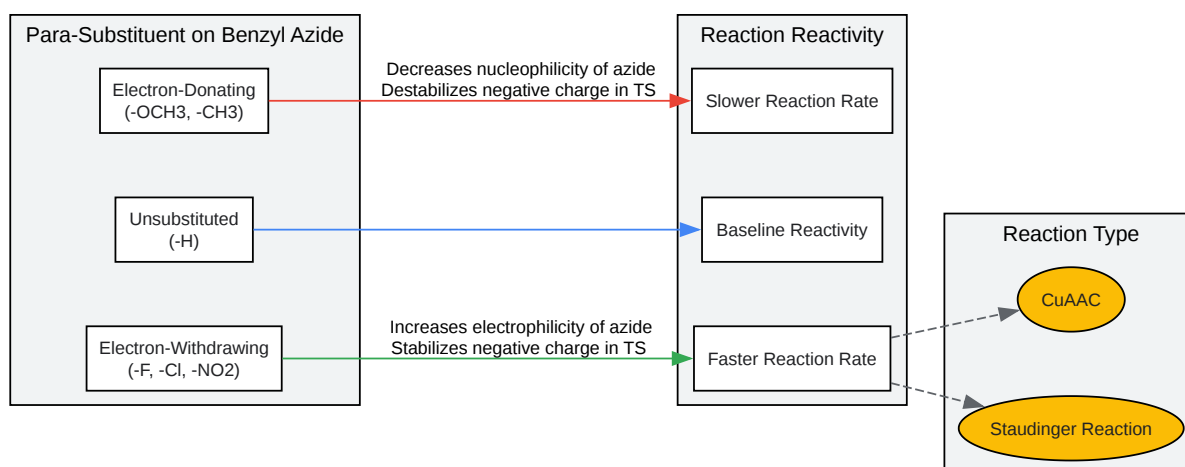 Para-Substituent on Benzyl Azide
Reaction Reactivity
Electron-Donating
(-OCH3, -CH3)
Decreases nucleophilicity of azide
Destabilizes negative charge in TS
Slower Reaction Rate
Unsubstituted
(-H)
Baseline Reactivity
Reaction Type
CuAAC
Electron-Withdrawing
(-F, -Cl, -NO2)
Increases electrophilicity of azide
Stabilizes negative charge in TS
Faster Reaction Rate
Staudinger Reaction